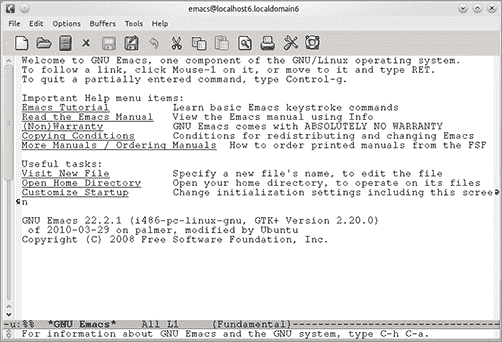 emacs@localhost6.localdomain6
File Edit Options Buffers Tools Help
Welcome to GNU Emacs, one component of the GNU/Linux operating system.
To follow a link, click Mouse-1 on it, or move to it and type RET.
To quit a partially entered command, type Control-g.
Important Help menu items:
Emacs Tutorial Learn basic Emacs keystroke commands
Read the Emacs Manual View the Emacs manual using Info
(Non)Warranty GNU Emacs comes with ABSOLUTELY NO WARRANTY
Copying Conditions Conditions for redistributing and changing Emacs
More Manuals / Ordering Manuals How to order printed manuals from the FSF
Useful tasks:
Visit New File Specify a new file's name, to edit the file
Open Home Directory Open your home directory, to operate on its files
Customize Startup Change initialization settings including this scree
n
GNU Emacs 22.2.1 (i486-pc-linux-gnu, GTK+ Version 2.20.0)
of 2010-03-29 on palmer, modified by Ubuntu
Copyright (C) 2008 Free Software Foundation, Inc.
-u:%% *GNU Emacs* All L1 (Fundamental)
For information about GNU Emacs and the GNU system, type C-h C-a.